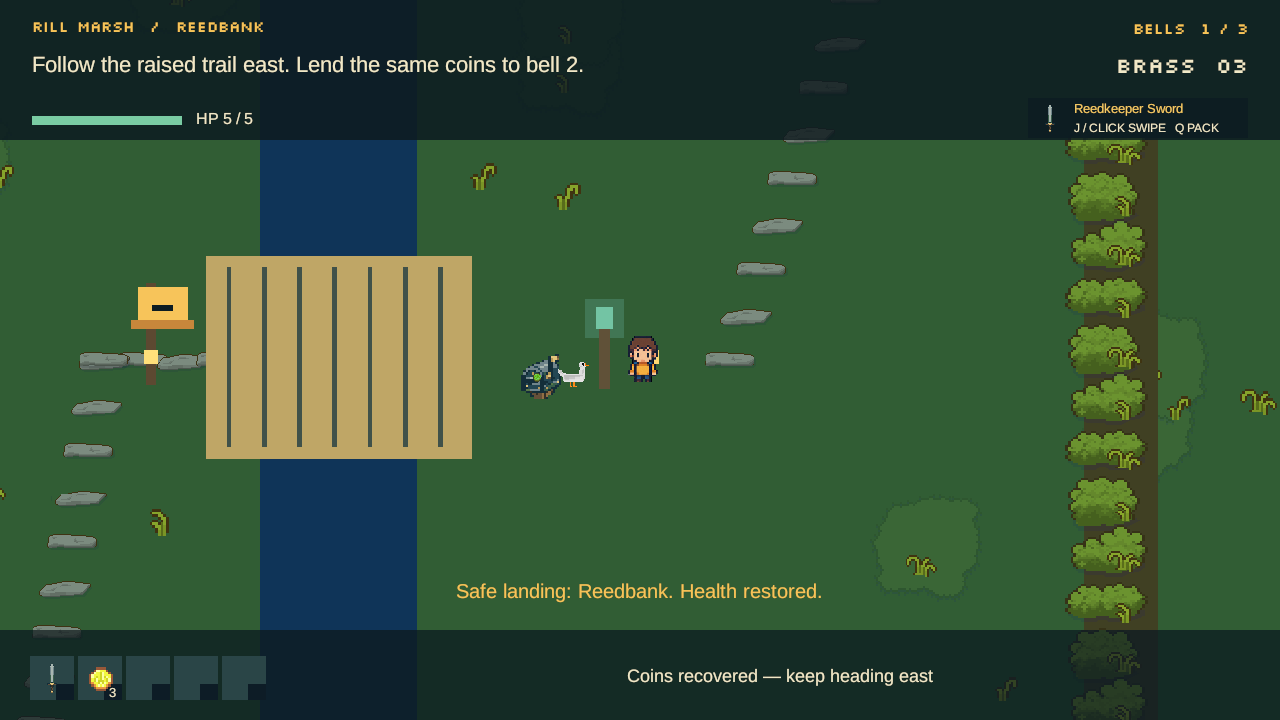 RILL MARSH / REEDBANK
BELLS 1 / 3
Follow the raised trail east. Lend the same coins to bell 2.
BRASS 03
HP 5 / 5
Reedkeeper Sword
J / CLICK SWIPE Q PACK
Safe landing: Reedbank. Health restored.
Coins recovered — keep heading east
3